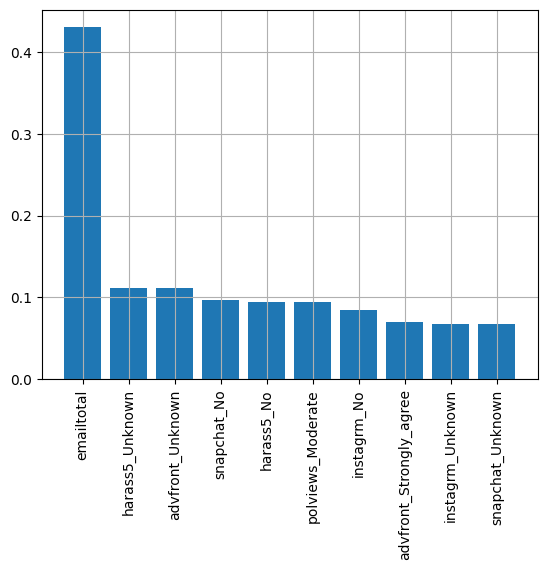 0.4
0.3
0.2
0.1
0.0
emailtotal
harass5_Unknown
advfront_Unknown
snapchat_No
harass5_No
polviews_Moderate
instagrm_No
advfront_Strongly_agree
instagrm_Unknown
snapchat_Unknown